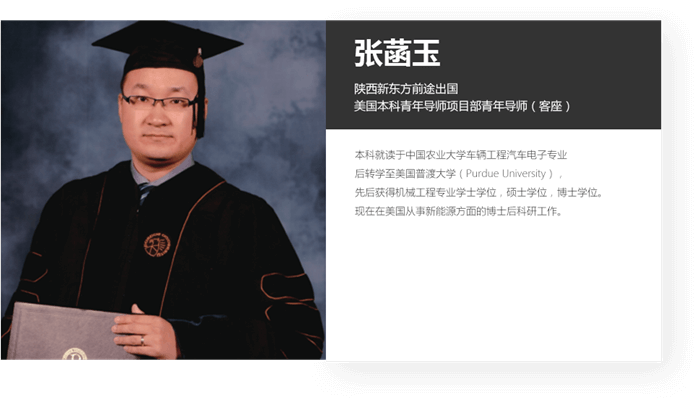 张菡玉
陕西新东方前途出国
美国本科青年导师项目部青年导师（客座）
本科就读于中国农业大学车辆工程汽车电子专业
后转学至美国普渡大学（Purdue University），
先后获得机械工程专业学士学位，硕士学位，博士学位。
现在在美国从事新能源方面的博士后科研工作。